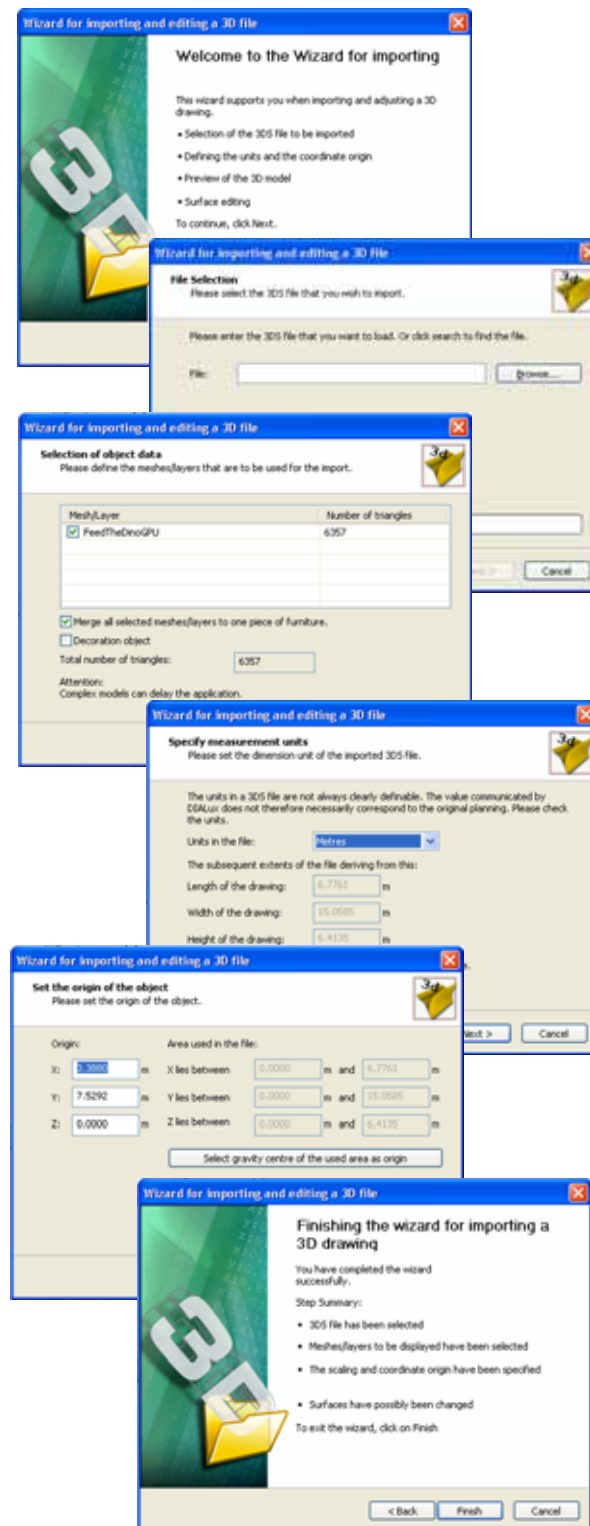 Wizard for importing and editing a 3D file
Welcome to the Wizard for importing
This wizard supports you when importing and adjusting a 3D
drawing.
• Selection of the 3DS file to be imported
• Defining the units and the coordinate origin
• Preview of the 3D model
• Surface editing
To continue, click Next.
3D
Wizard for importing and editing a 3D file
File Selection
Please select the 3DS file that you wish to import.
3d
Please enter the 3DS file that you want to load. Or click search to find the file.
File:
Browse...
Cancel
Wizard for importing and editing a 3D file
Selection of object data
Please define the meshes/layers that are to be used for the import.
3d
Mesh/Layer Number of triangles
FeedTheDinoGPU 6357
Merge all selected meshes/layers to one piece of furniture.
Decoration object
Total number of triangles: 6357
Attention:
Complex models can delay the application.
Wizard for importing and editing a 3D file
Specify measurement units
Please set the dimension unit of the imported 3DS file.
3d
The units in a 3DS file are not always clearly definable. The value communicated by
DIALux does not therefore necessarily correspond to the original planning. Please check
the units.
Units in the file: Metres
The subsequent extents of the file deriving from this:
Length of the drawing: 6.7761 m
Width of the drawing: 15.0585 m
Height of the drawing: 6.4135 m
Next > Cancel
Wizard for importing and editing a 3D file
Set the origin of the object
Please set the origin of the object.
3d
Origin: Area used in the file:
X: 3.3880 m X lies between 0.0000 m and 6.7761 m
Y: 7.5292 m Y lies between 0.0000 m and 15.0585 m
Z: 0.0000 m Z lies between 0.0000 m and 6.4135 m
Select gravity centre of the used area as origin
Wizard for importing and editing a 3D file
Finishing the wizard for importing a
3D drawing
You have completed the wizard
successfully.
Step Summary:
• 3DS file has been selected
• Meshes/layers to be displayed have been selected
• The scaling and coordinate origin have been specified
• Surfaces have possibly been changed
To exit the wizard, click on Finish
3D
< Back Finish Cancel